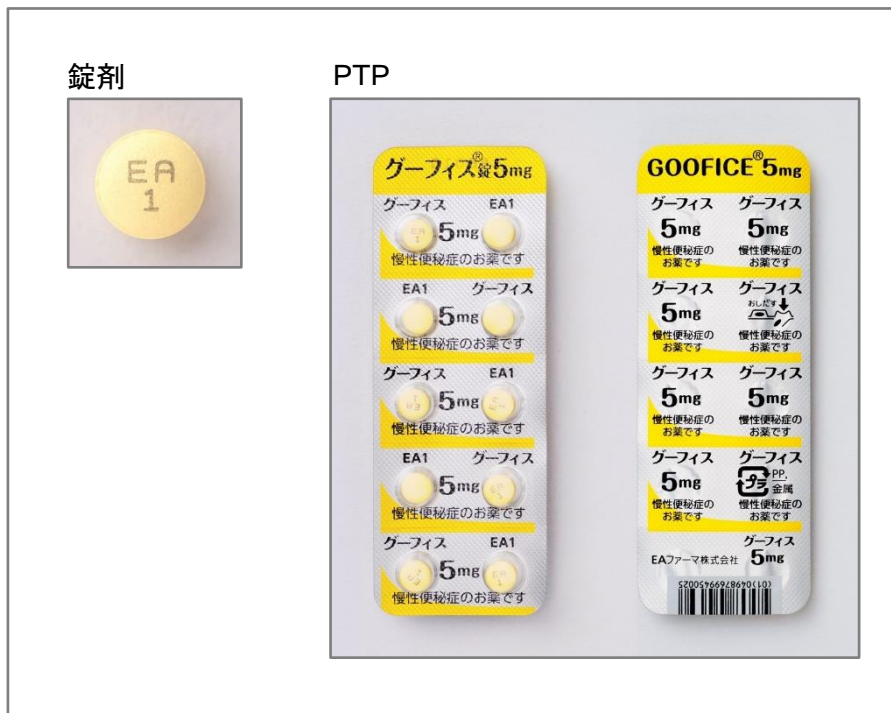 錠剤
PTP
EA
1
グーフィス®錠5mg
グーフィス EA1
EA
1
5mg
慢性便秘症のお薬です
EA1 グーフィス
5mg
慢性便秘症のお薬です
グーフィス EA1
5mg
慢性便秘症のお薬です
EA1 グーフィス
5mg
慢性便秘症のお薬です
グーフィス EA1
5mg
EA
1
慢性便秘症のお薬です
GOOFICE®5mg
グーフィス グーフィス
5mg 5mg
慢性便秘症の 慢性便秘症の
お薬です お薬です
グーフィス グーフィス
5mg おしだす
慢性便秘症の 慢性便秘症の
お薬です お薬です
グーフィス グーフィス
5mg 5mg
慢性便秘症の 慢性便秘症の
お薬です お薬です
グーフィス グーフィス
5mg プラ PP,
金属
慢性便秘症の 慢性便秘症の
お薬です お薬です
グーフィス
EAファーマ株式会社 5mg
(01)04987699450025